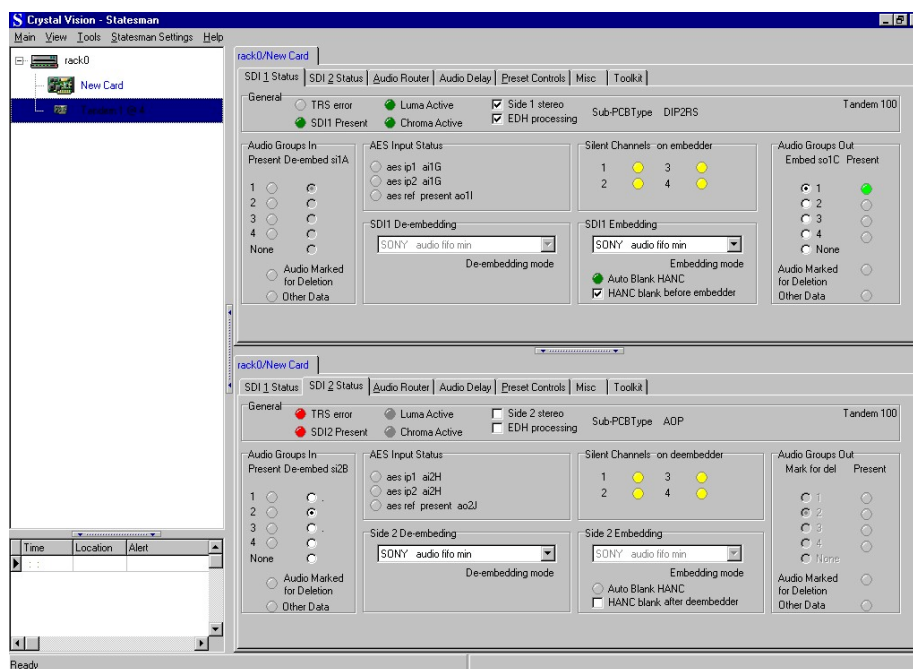 Crystal Vision - Statesman
Main View Tools Statesman Settings Help
rack0
New Card
rack0/New Card
SDI 1 Status SDI 2 Status Audio Router Audio Delay Preset Controls Misc Toolkit
General
TRS error Luma Active Side 1 stereo Sub-PCBType DIP2RS Tandem 100
SDI1 Present Chroma Active EDH processing
Audio Groups In AES Input Status Silent Channels on embedder Audio Groups Out
Present De-embed si1A aes ip1 ai1G 1 3 Embed so1C Present
aes ip2 ai1G 2 4
1 aes ref present ao1I 1
2 2
3 SDI1 De-embedding SDI1 Embedding 3
4 SONY audio fifo min SONY audio fifo min 4
None De-embedding mode Embedding mode None
Audio Marked for Deletion Auto Blank HANC Audio Marked for Deletion
Other Data HANC blank before embedder Other Data
rack0/New Card
SDI 1 Status SDI 2 Status Audio Router Audio Delay Preset Controls Misc Toolkit
General
TRS error Luma Active Side 2 stereo Sub-PCBType AOP Tandem 100
SDI2 Present Chroma Active EDH processing
Audio Groups In AES Input Status Silent Channels on deembedder Audio Groups Out
Present De-embed si2B aes ip1 ai2H 1 3 Mark for del Present
aes ip2 ai2H 2 4
1 . aes ref present ao2J 1
2 2
3 . Side 2 De-embeding Side 2 Embedding 3
4 SONY audio fifo min SONY audio fifo min 4
None De-embedding mode Embedding mode None
Audio Marked for Deletion Auto Blank HANC Audio Marked for Deletion
Other Data HANC blank after deembedder Other Data
Time Location Alert
: :
Ready